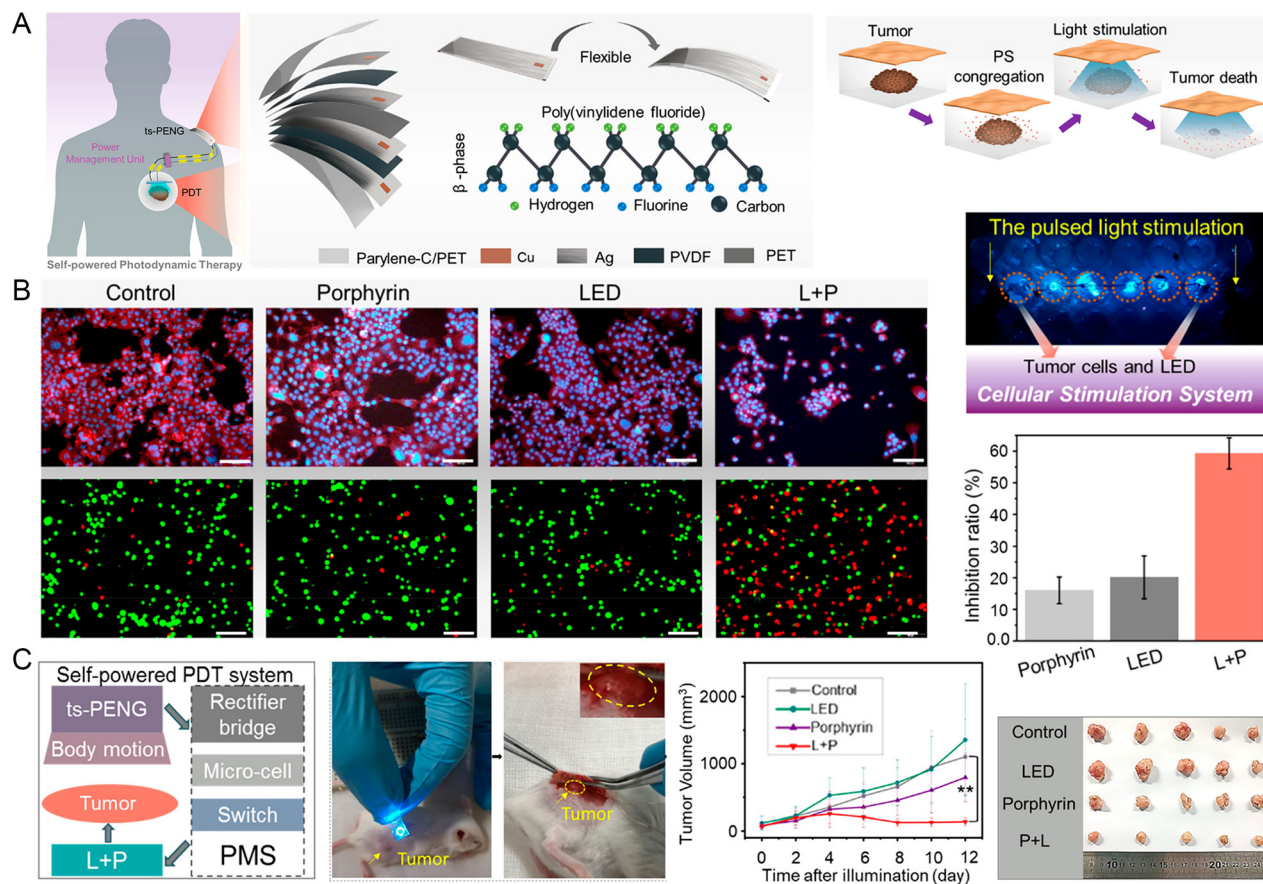 A
ts-PENG
Power
Management Unit
PDT
Self-powered Photodynamic Therapy
Flexible
Poly(vinylidene fluoride)
β-phase
Hydrogen
Fluorine
Carbon
Parylene-C/PET
Cu
Ag
PVDF
PET
Tumor
PS
congregation
Light stimulation
Tumor death
The pulsed light stimulation
Tumor cells and LED
Cellular Stimulation System
B
Control
Porphyrin
LED
L+P
Inhibition ratio (%)
60
50
40
30
20
10
0.0
Porphyrin
LED
L+P
C
Self-powered PDT system
ts-PENG
Body motion
Tumor
L+P
Rectifier
bridge
Micro-cell
Switch
PMS
Tumor
Tumor
Tumor Volume (mm³)
2000
1000
0
Control
LED
Porphyrin
L+P
**
0 2 4 6 8 10 12
Time after illumination (day)
Control
LED
Porphyrin
P+L